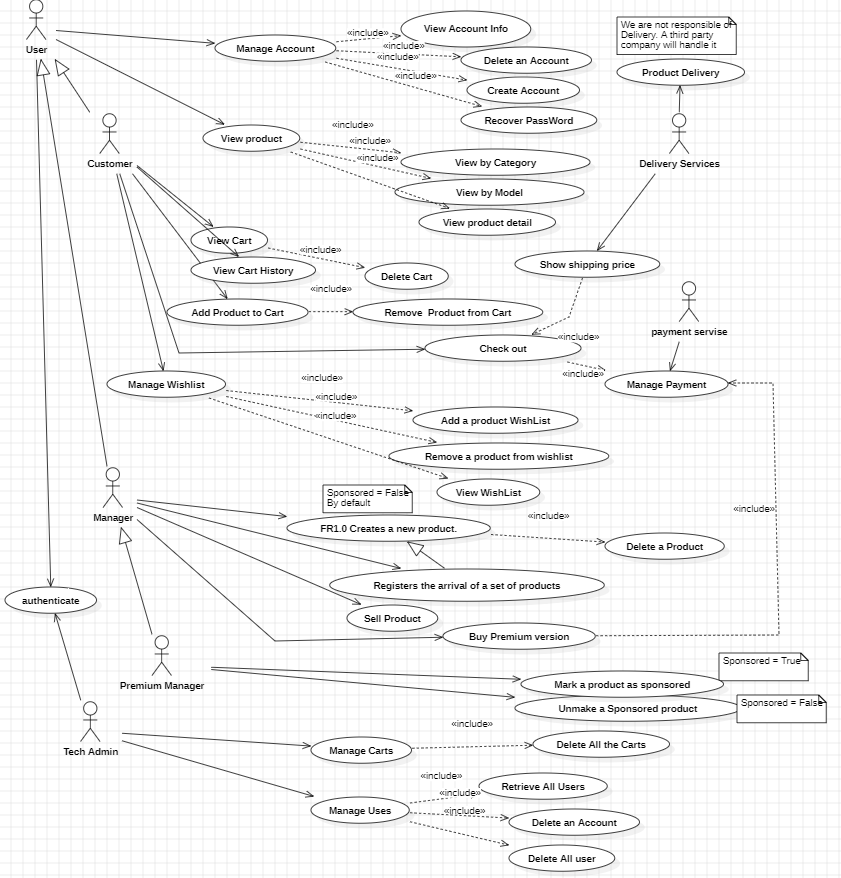 We are not responsible of
Delivery. A third party
company will handle it
User
«include»
View Account Info
Manage Account
«include»
«include»
Delete an Account
Product Delivery
«include»
Create Account
Recover PassWord
View product
«include»
«include»
«include»
Customer
View by Category
Delivery Services
View by Model
View product detail
View Cart
«include»
View Cart History
Delete Cart
Show shipping price
«include»
Add Product to Cart
Remove  Product from Cart
payment servise
«include»
Check out
«include»
Manage Wishlist
«include»
Manage Payment
«include»
«include»
Add a product WishList
Remove a product from wishlist
View WishList
Sponsored = False
By default
Manager
«include»
«include»
FR1.0 Creates a new product.
Delete a Product
Registers the arrival of a set of products
authenticate
Sell Product
Buy Premium version
Sponsored = True
Premium Manager
Mark a product as sponsored
Sponsored = False
Unmake a Sponsored product
Tech Admin
«include»
Manage Carts
Delete All the Carts
«include»
Retrieve All Users
«include»
Manage Uses
«include»
Delete an Account
Delete All user